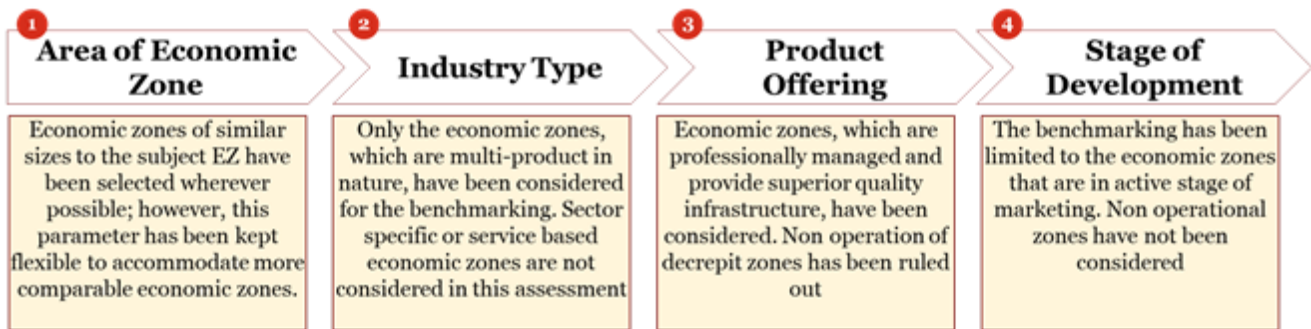 1
Area of Economic
Zone
Economic zones of similar
sizes to the subject EZ have
been selected wherever
possible; however, this
parameter has been kept
flexible to accommodate more
comparable economic zones.
2
Industry Type
Only the economic zones,
which are multi-product in
nature, have been considered
for the benchmarking. Sector
specific or service based
economic zones are not
considered in this assessment
3
Product
Offering
Economic zones, which are
professionally managed and
provide superior quality
infrastructure, have been
considered. Non operation of
decrepit zones has been ruled
out
4
Stage of
Development
The benchmarking has been
limited to the economic zones
that are in active stage of
marketing. Non operational
zones have not been
considered